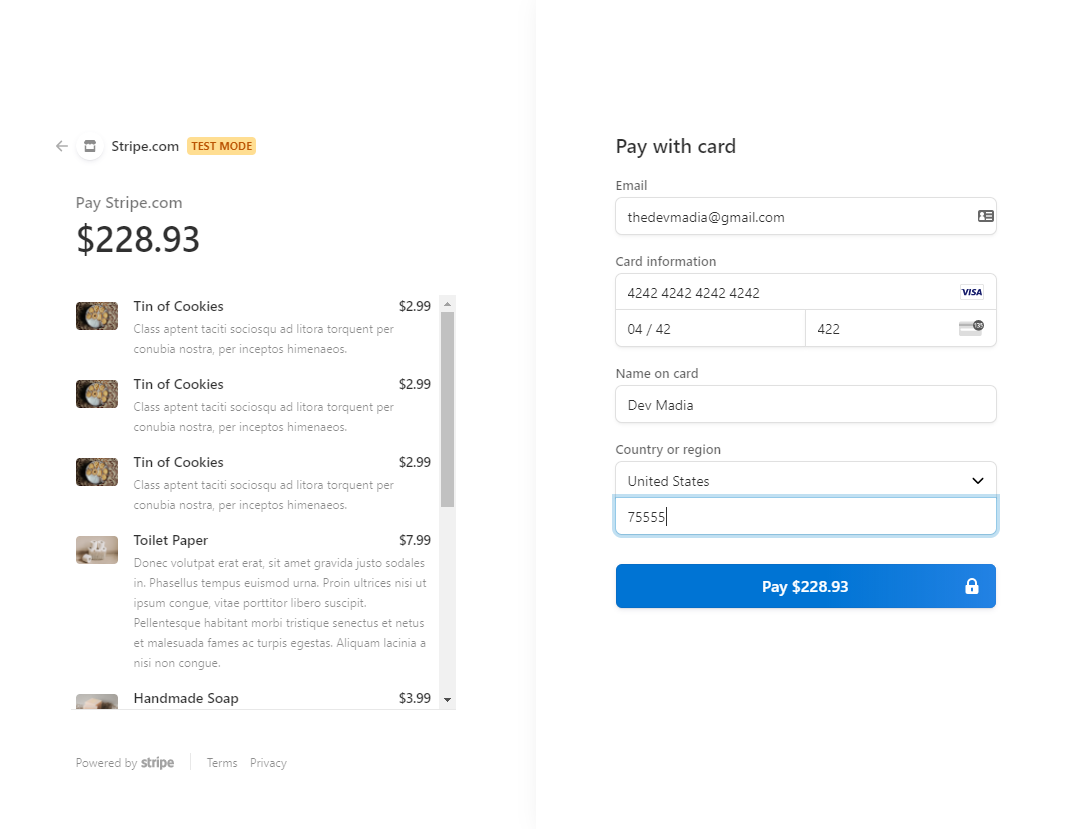 Stripe.com TEST MODE
Pay Stripe.com
$228.93
Tin of Cookies $2.99
Class aptent taciti sociosqu ad litora torquent per
conubia nostra, per inceptos himenaeos.
Tin of Cookies $2.99
Class aptent taciti sociosqu ad litora torquent per
conubia nostra, per inceptos himenaeos.
Tin of Cookies $2.99
Class aptent taciti sociosqu ad litora torquent per
conubia nostra, per inceptos himenaeos.
Toilet Paper $7.99
Donec volutpat erat erat, sit amet gravida justo sodales
in. Phasellus tempus euismod urna. Proin ultrices nisi ut
ipsum congue, vitae porttitor libero suscipit.
Pellentesque habitant morbi tristique senectus et netus
et malesuada fames ac turpis egestas. Aliquam lacinia a
nisi non congue.
Handmade Soap $3.99
Powered by stripe Terms Privacy
Pay with card
Email
thedevmadia@gmail.com
Card information
4242 4242 4242 4242 VISA
04 / 42 422 135
Name on card
Dev Madia
Country or region
United States
75555
Pay $228.93